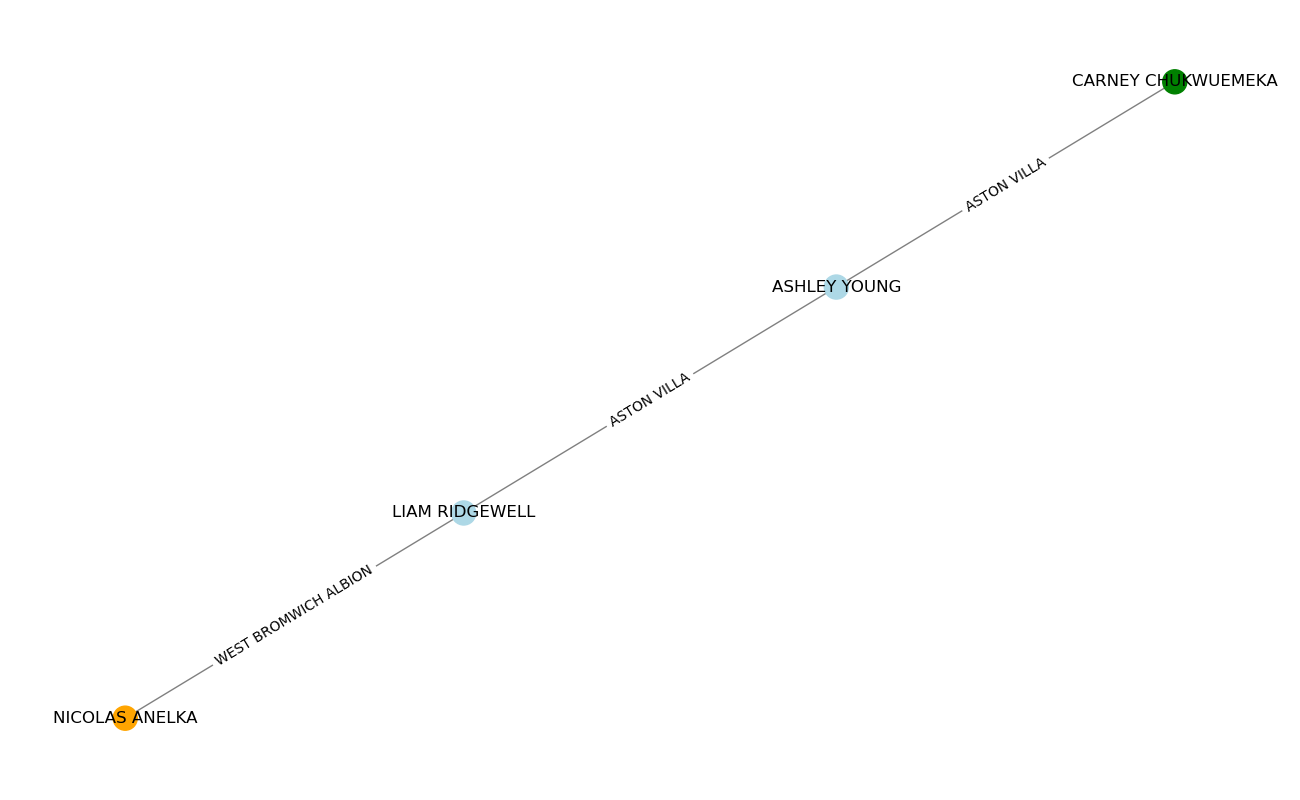 CARNEY CHUKWUEMEKA
ASTON VILLA
ASHLEY YOUNG
ASTON VILLA
LIAM RIDGEWELL
WEST BROMWICH ALBION
NICOLAS ANELKA